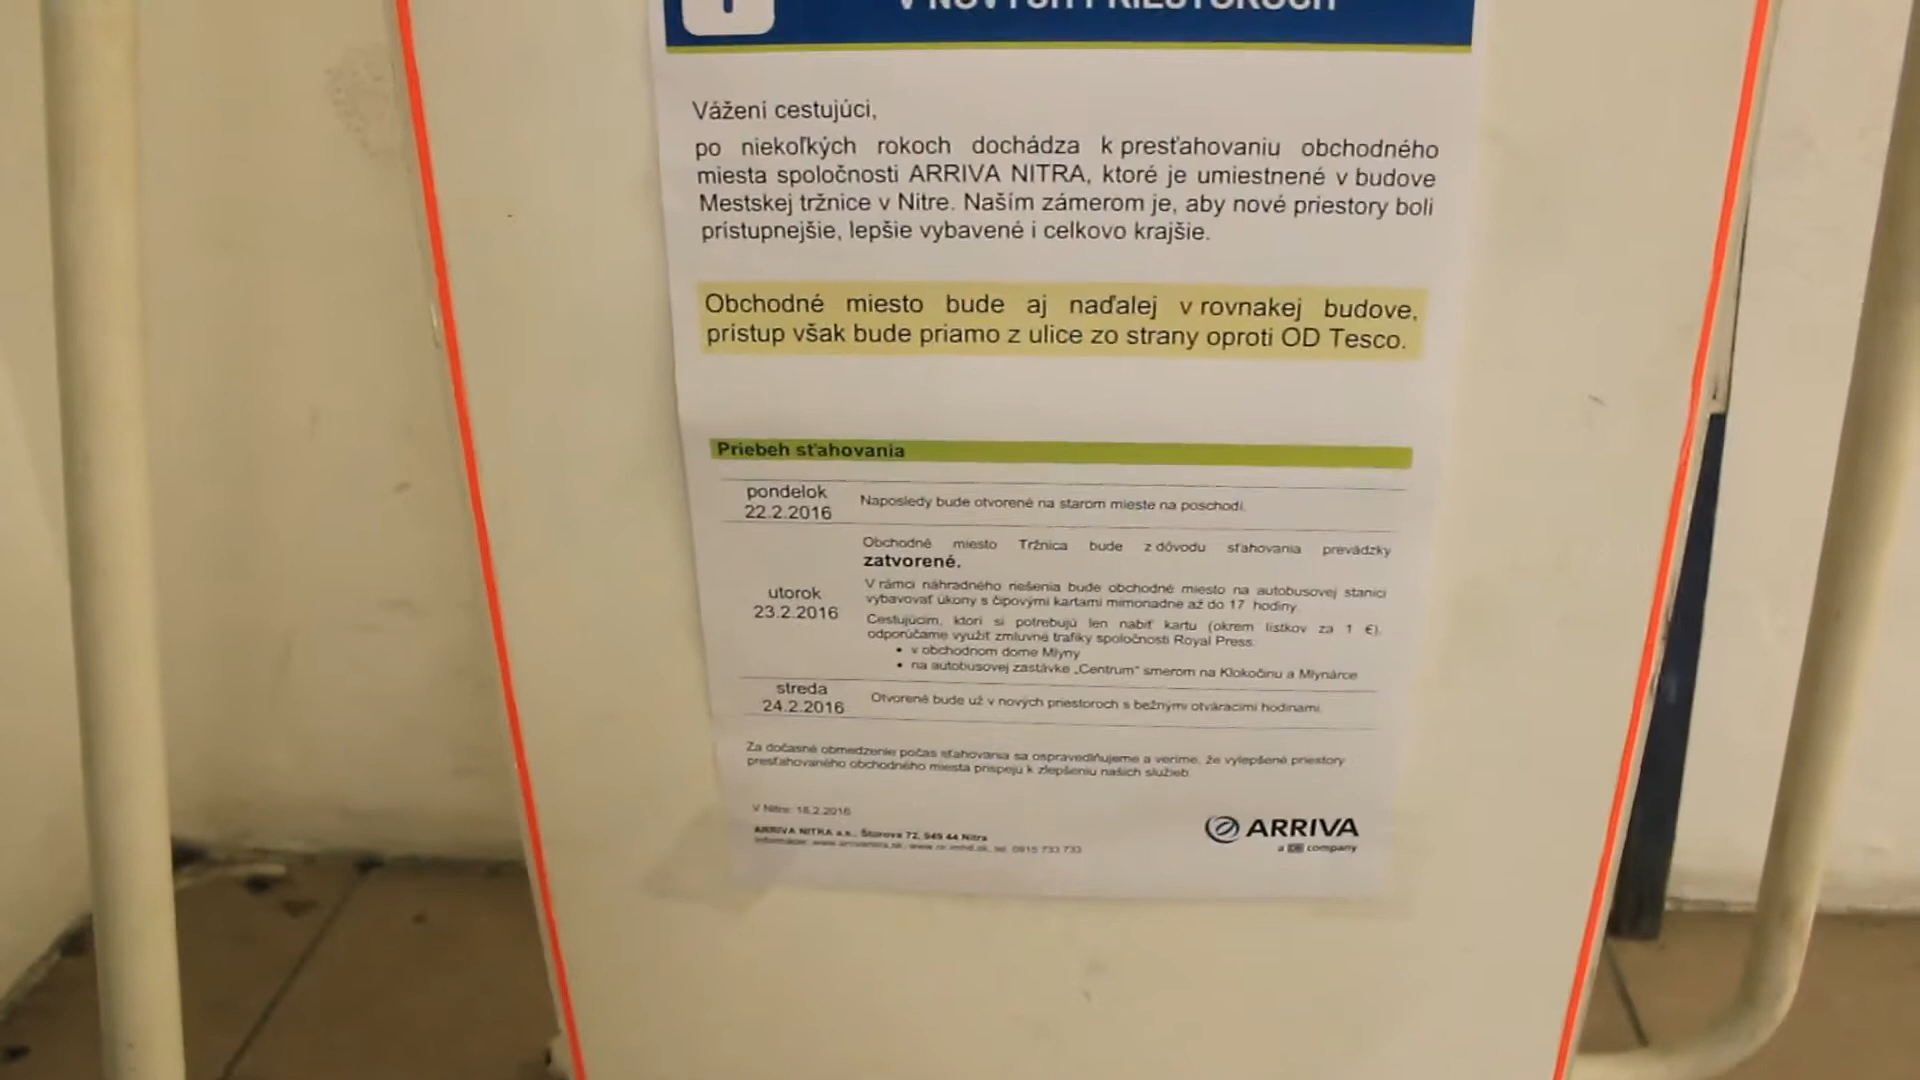 V NOVÝCH PRIESTOROCH
Vážení cestujúci,
po niekoľkých rokoch dochádza k presťahovaniu obchodného
miesta spoločnosti ARRIVA NITRA, ktoré je umiestnené v budove
Mestskej tržnice v Nitre. Naším zámerom je, aby nové priestory boli
prístupnejšie, lepšie vybavené i celkovo krajšie.
Obchodné miesto bude aj naďalej v rovnakej budove,
prístup však bude priamo z ulice zo strany oproti OD Tesco.
Priebeh sťahovania
pondelok
22.2.2016
Naposledy bude otvorené na starom mieste na poschodí.
utorok
23.2.2016
Obchodné miesto Tržnica bude z dôvodu sťahovania prevádzky
zatvorené.
V rámci náhradného riešenia bude obchodné miesto na autobusovej stanici
vybavovať úkony s čipovými kartami mimoriadne až do 17 hodiny.
Cestujúcim, ktorí si potrebujú len nabiť kartu (okrem lístkov za 1 €),
odporúčame využiť zmluvné trafiky spoločnosti Royal Press:
• v obchodnom dome Mlyny
• na autobusovej zastávke „Centrum“ smerom na Klokočinu a Mlynárce
streda
24.2.2016
Otvorené bude už v nových priestoroch s bežnými otváracími hodinami.
Za dočasné obmedzenie počas sťahovania sa ospravedlňujeme a veríme, že vylepšené priestory
presťahovaného obchodného miesta prispejú k zlepšeniu našich služieb.
V Nitre: 18.2.2016
ARRIVA NITRA a.s., Štúrova 72, 949 44 Nitra
Informácie: www.arrivanitra.sk, www.nr.imhd.sk, tel. 0915 733 733
ARRIVA
a DB company